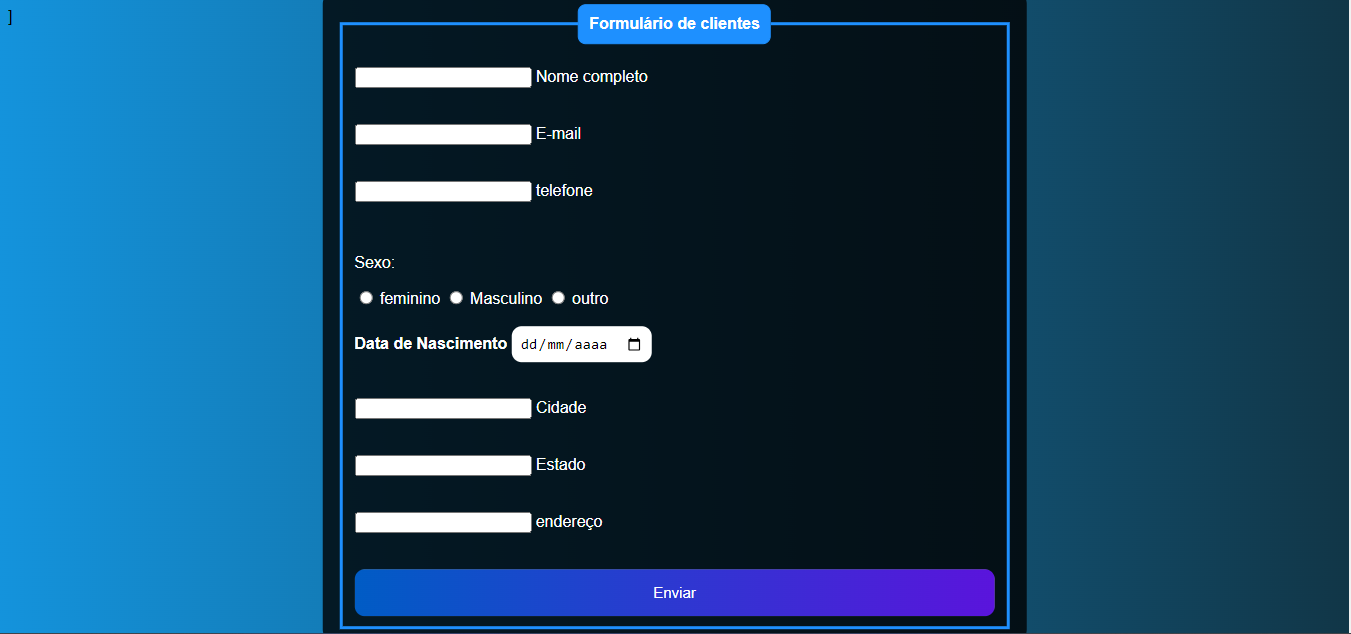 ]
Formulário de clientes
Nome completo
E-mail
telefone
Sexo:
feminino Masculino outro
Data de Nascimento dd/mm/aaaa
Cidade
Estado
endereço
Enviar